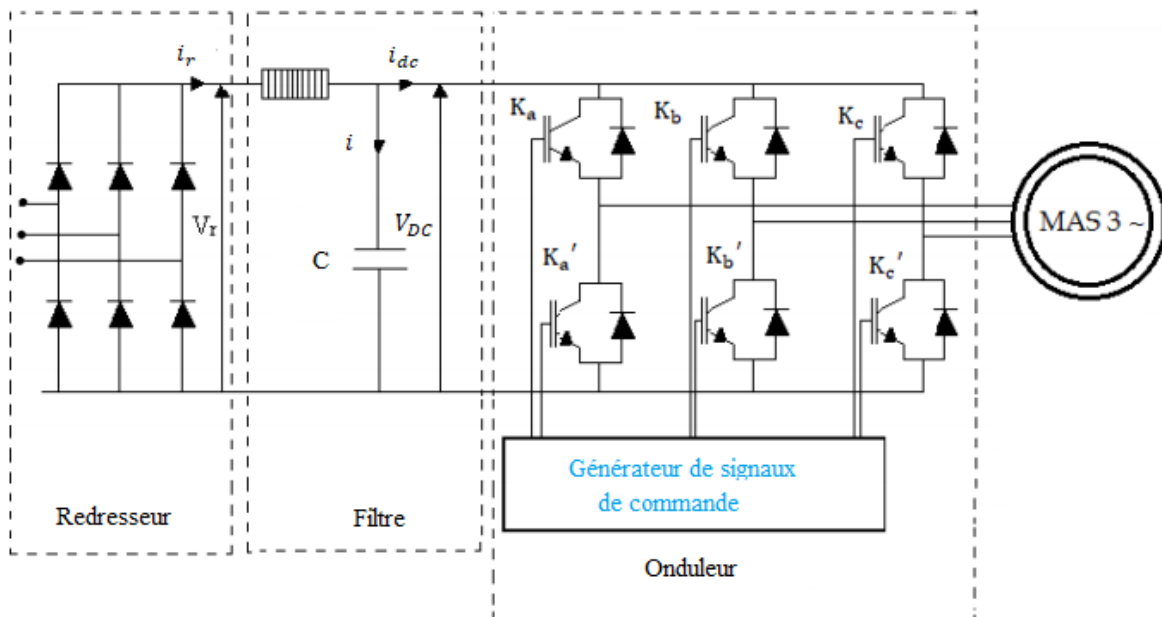 i_r
i_dc
K_a
K_b
K_c
i
V_r
V_DC
MAS 3 ~
C
K_a'
K_b'
K_c'
Générateur de signaux
de commande
Redresseur
Filtre
Onduleur